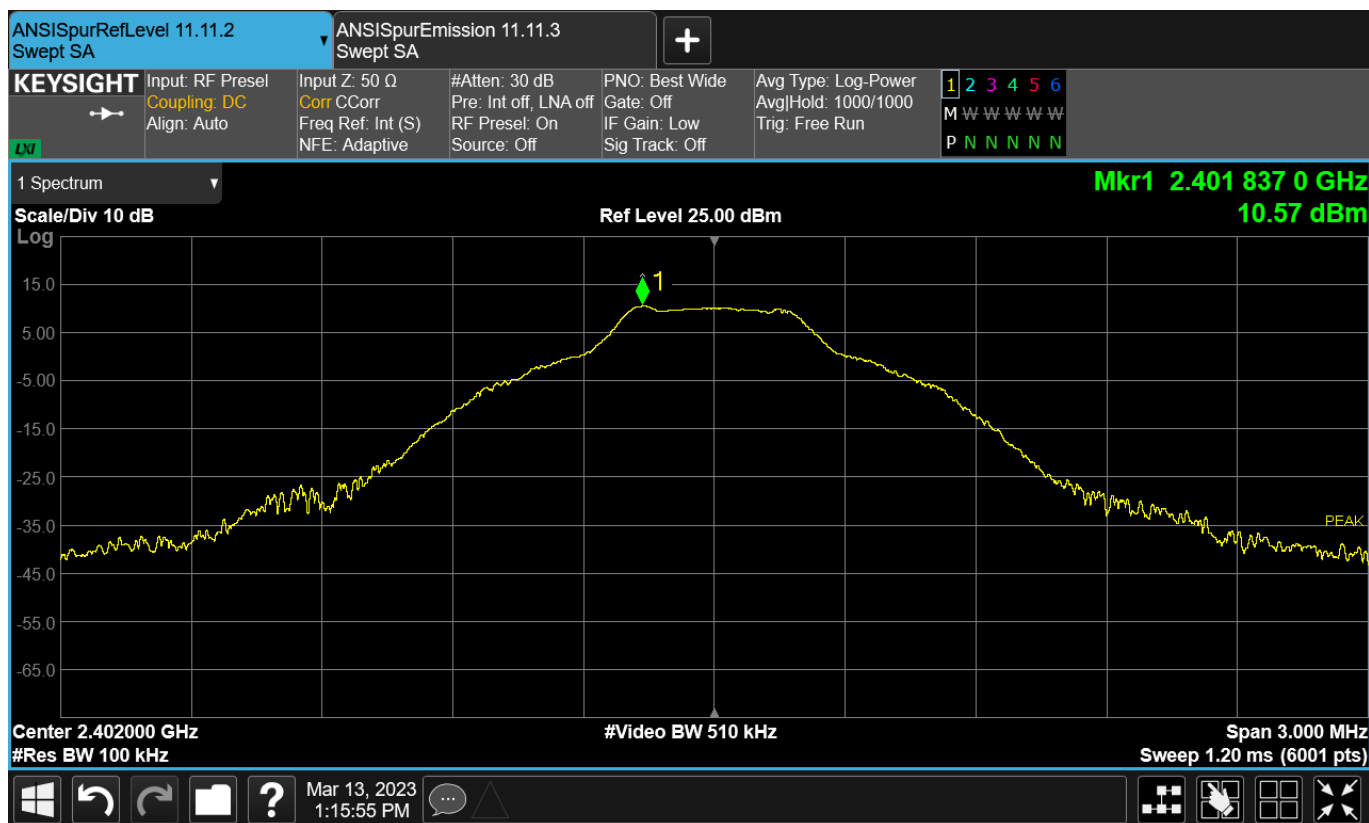 ANSISpurRefLevel 11.11.2
Swept SA
ANSISpurEmission 11.11.3
Swept SA
KEYSIGHT
LXI
Input: RF Presel
Coupling: DC
Align: Auto
Input Z: 50 Ω
Corr CCorr
Freq Ref: Int (S)
NFE: Adaptive
#Atten: 30 dB
Pre: Int off, LNA off
RF Presel: On
Source: Off
PNO: Best Wide
Gate: Off
IF Gain: Low
Sig Track: Off
Avg Type: Log-Power
Avg|Hold: 1000/1000
Trig: Free Run
1 2 3 4 5 6
M W W W W W
P N N N N N
1 Spectrum
Scale/Div 10 dB
Log
Ref Level 25.00 dBm
Mkr1 2.401 837 0 GHz
10.57 dBm
1
15.0
5.00
-5.00
-15.0
-25.0
-35.0
-45.0
-55.0
-65.0
PEAK
Center 2.402000 GHz
#Res BW 100 kHz
#Video BW 510 kHz
Span 3.000 MHz
Sweep 1.20 ms (6001 pts)
?
Mar 13, 2023
1:15:55 PM